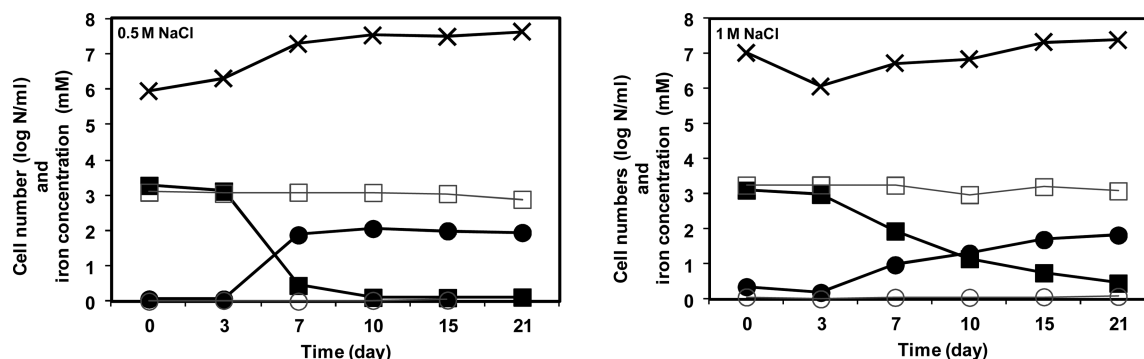 0.5 M NaCl
Cell number (log N/ml)
and
iron concentration (mM)
8
7
6
5
4
3
2
1
0
0 3 7 10 15 21
Time (day)
1 M NaCl
Cell numbers (log N/ml)
and
iron concentration (mM)
8
7
6
5
4
3
2
1
0
0 3 7 10 15 21
Time (day)